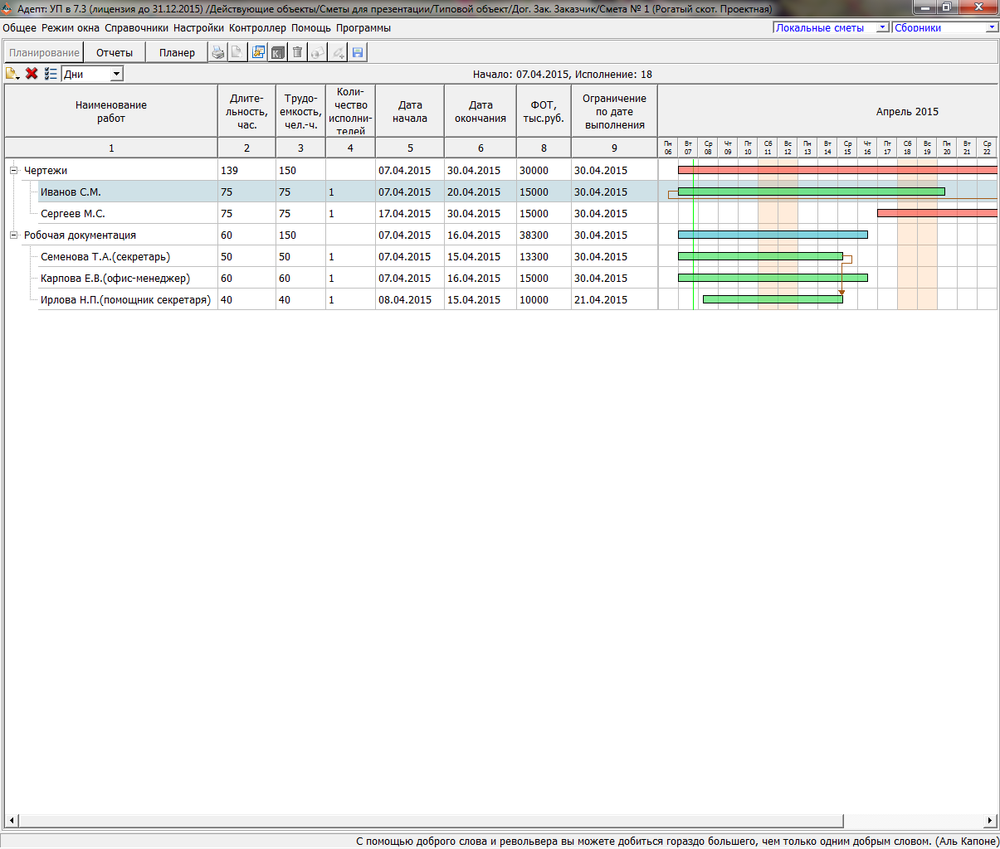 Адепт: УП в 7.3 (лицензия до 31.12.2015) /Действующие объекты/Сметы для презентации/Типовой объект/Дог. Зак. Заказчик/Смета № 1 (Рогатый скот. Проектная)
Общее Режим окна Справочники Настройки Контроллер Помощь Программы Локальные сметы Сборники
Планирование Отчеты Планер
Дни Начало: 07.04.2015, Исполнение: 18
Наименование работ Длите-льность, час. Трудо-емкость, чел.-ч. Коли-чество исполни-телей Дата начала Дата окончания ФОТ, тыс.руб. Ограничение по дате выполнения Апрель 2015
1 2 3 4 5 6 8 9 Пн 06 Вт 07 Ср 08 Чт 09 Пт 10 Сб 11 Вс 12 Пн 13 Вт 14 Ср 15 Чт 16 Пт 17 Сб 18 Вс 19 Пн 20 Вт 21 Ср 22
Чертежи 139 150 07.04.2015 30.04.2015 30000 30.04.2015
Иванов С.М. 75 75 1 07.04.2015 20.04.2015 15000 30.04.2015
Сергеев М.С. 75 75 1 17.04.2015 30.04.2015 15000 30.04.2015
Робочая документация 60 150 07.04.2015 16.04.2015 38300 30.04.2015
Семенова Т.А.(секретарь) 50 50 1 07.04.2015 15.04.2015 13300 30.04.2015
Карпова Е.В.(офис-менеджер) 60 60 1 07.04.2015 16.04.2015 15000 30.04.2015
Ирлова Н.П.(помощник секретаря) 40 40 1 08.04.2015 15.04.2015 10000 21.04.2015
С помощью доброго слова и револьвера вы можете добиться гораздо большего, чем только одним добрым словом. (Аль Капоне)